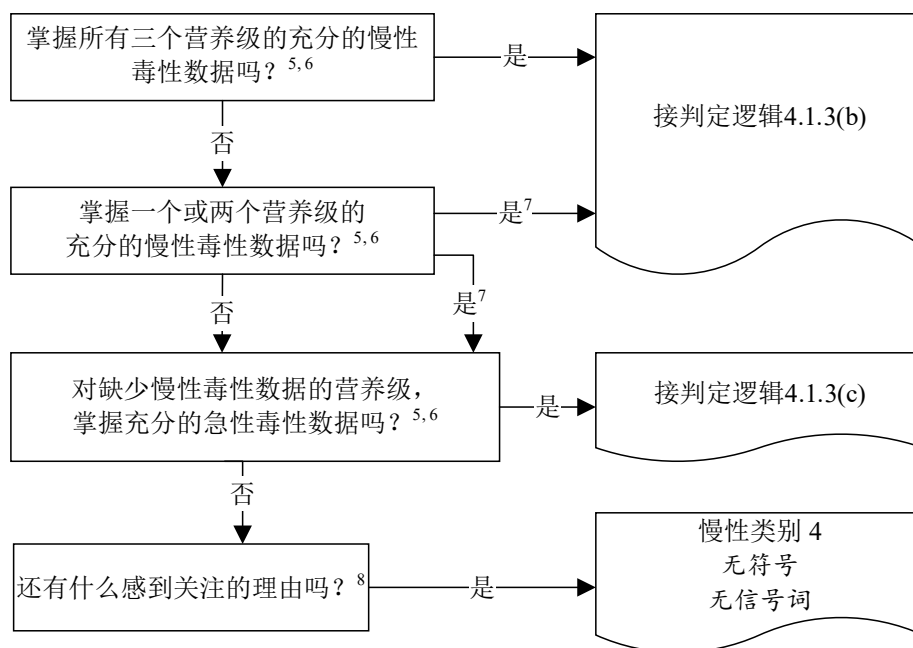 掌握所有三个营养级的充分的慢性
毒性数据吗？5, 6
是
接判定逻辑4.1.3(b)
否
掌握一个或两个营养级的
充分的慢性毒性数据吗？5, 6
是7
是7
否
对缺少慢性毒性数据的营养级，
掌握充分的急性毒性数据吗？5, 6
是
接判定逻辑4.1.3(c)
否
还有什么感到关注的理由吗？8
是
慢性类别 4
无符号
无信号词